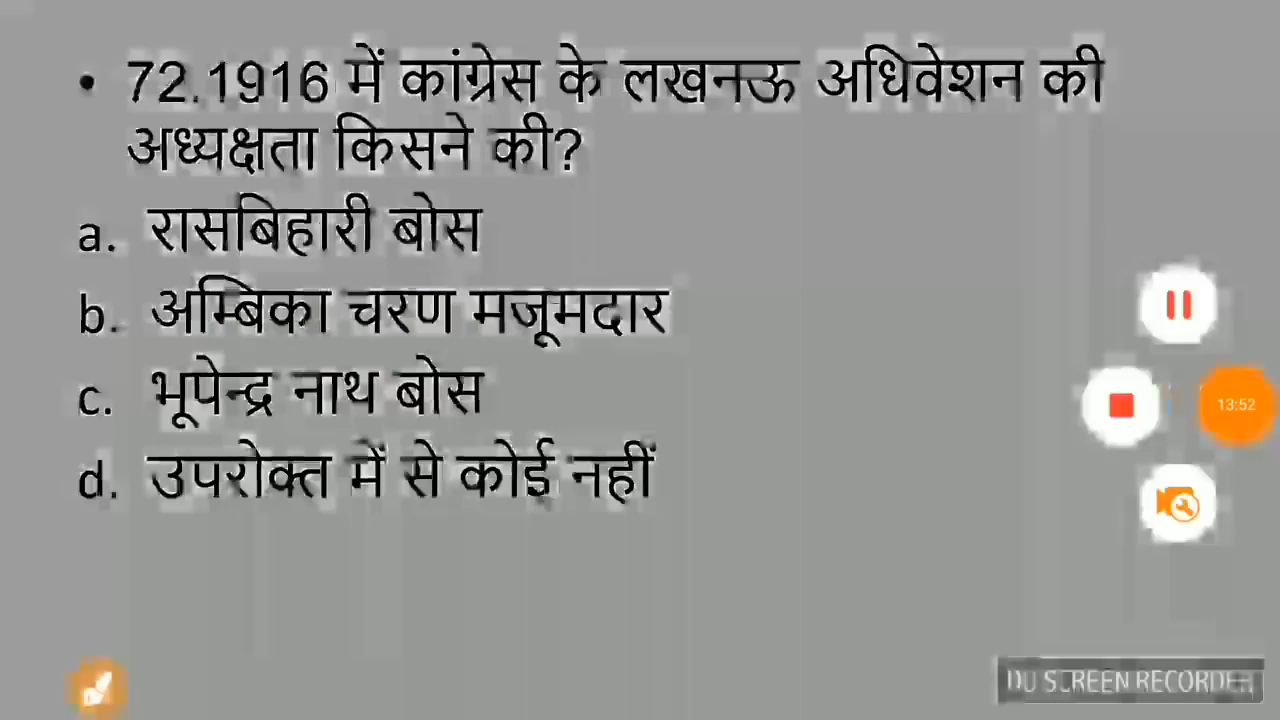 • 72.1916 में कांग्रेस के लखनऊ अधिवेशन की
अध्यक्षता किसने की?
a. रासबिहारी बोस
b. अम्बिका चरण मजूमदार
c. भूपेन्द्र नाथ बोस
d. उपरोक्त में से कोई नहीं
13:52
DU SCREEN RECORDER